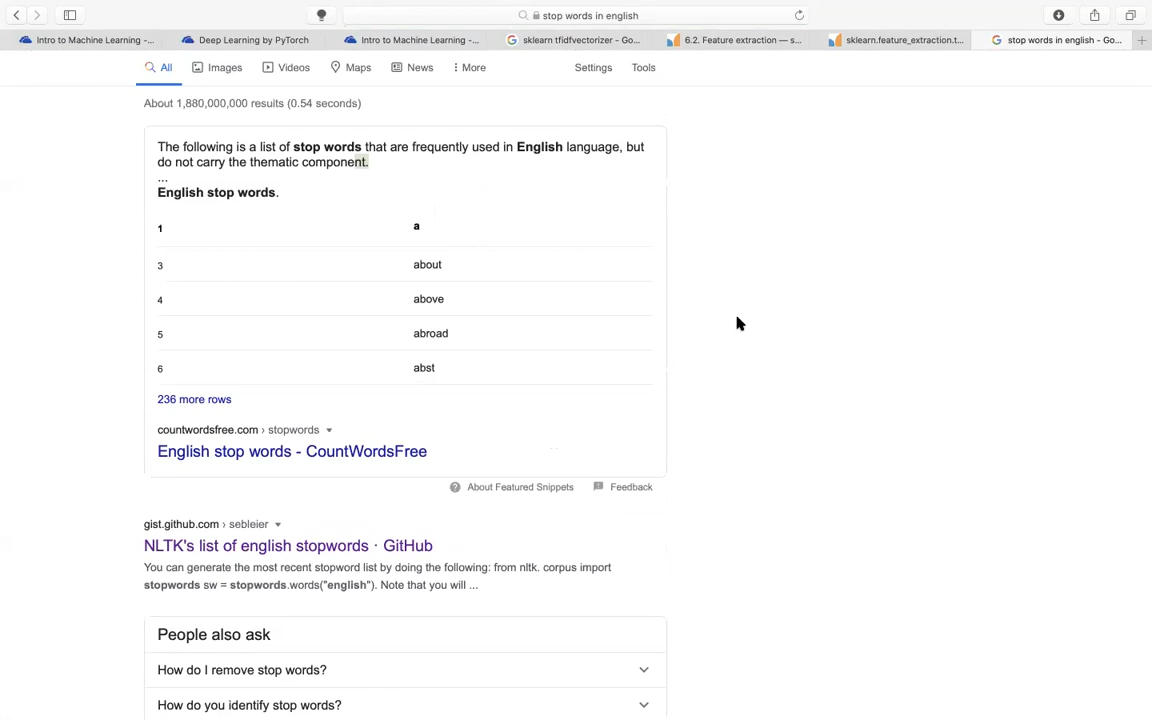 stop words in english
Intro to Machine Learning -...
Deep Learning by PyTorch
Intro to Machine Learning -...
sklearn tfidfvectorizer - Go...
6.2. Feature extraction — s...
sklearn.feature_extraction.t...
stop words in english - Go...
All
Images
Videos
Maps
News
More
Settings
Tools
About 1,880,000,000 results (0.54 seconds)
The following is a list of stop words that are frequently used in English language, but
do not carry the thematic component.
...
English stop words.
1 a
3 about
4 above
5 abroad
6 abst
236 more rows
countwordsfree.com › stopwords
English stop words - CountWordsFree
About Featured Snippets
Feedback
gist.github.com › sebleier
NLTK's list of english stopwords · GitHub
You can generate the most recent stopword list by doing the following: from nltk. corpus import
stopwords sw = stopwords.words("english"). Note that you will ...
People also ask
How do I remove stop words?
How do you identify stop words?